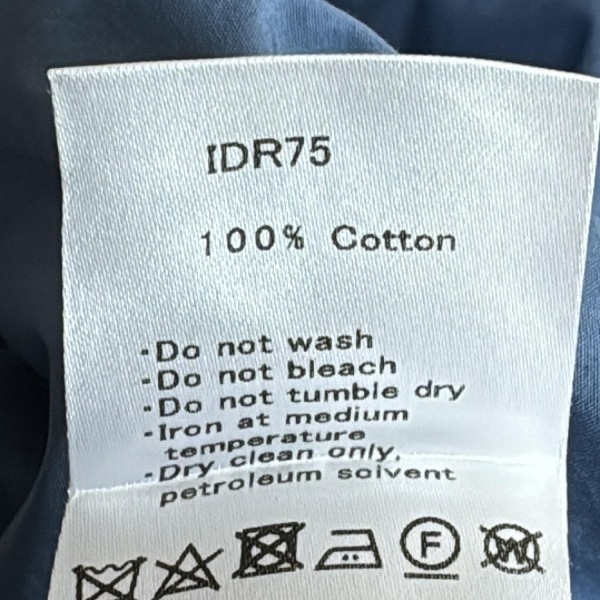 IDR75
100% Cotton
·Do not wash
·Do not bleach
·Do not tumble dry
·Iron at medium
temperature
·Dry clean only,
petroleum solvent
F
W